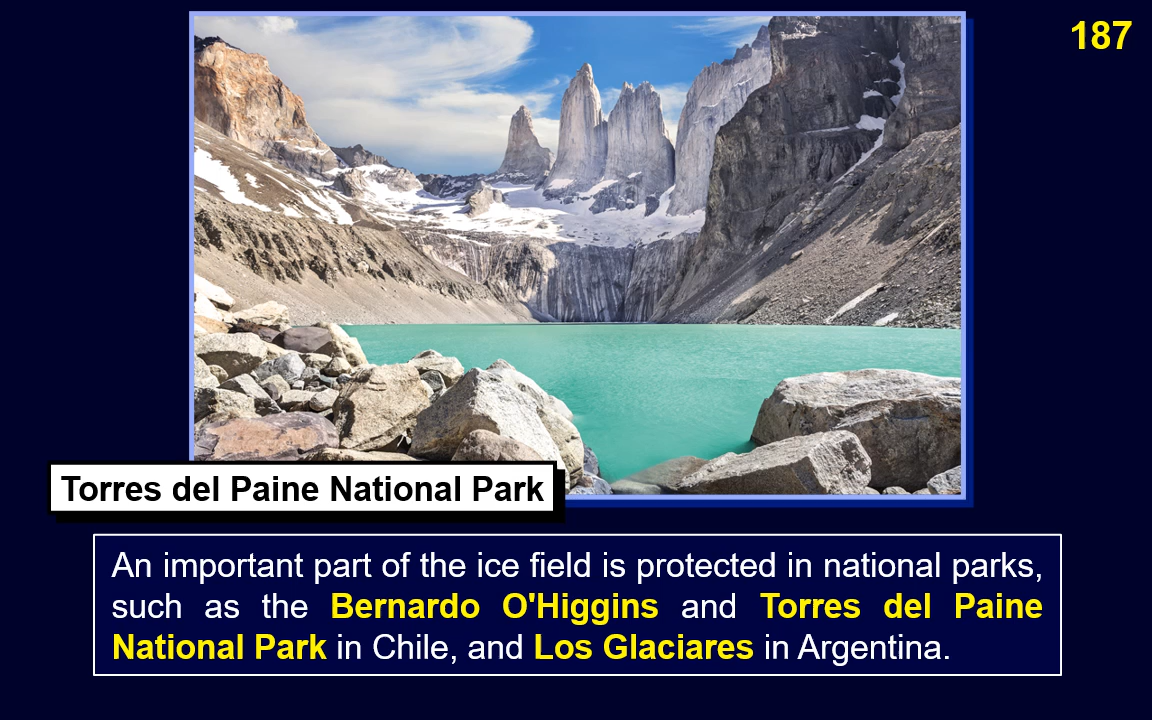 187
Torres del Paine National Park
An important part of the ice field is protected in national parks,
such as the Bernardo O'Higgins and Torres del Paine
National Park in Chile, and Los Glaciares in Argentina.